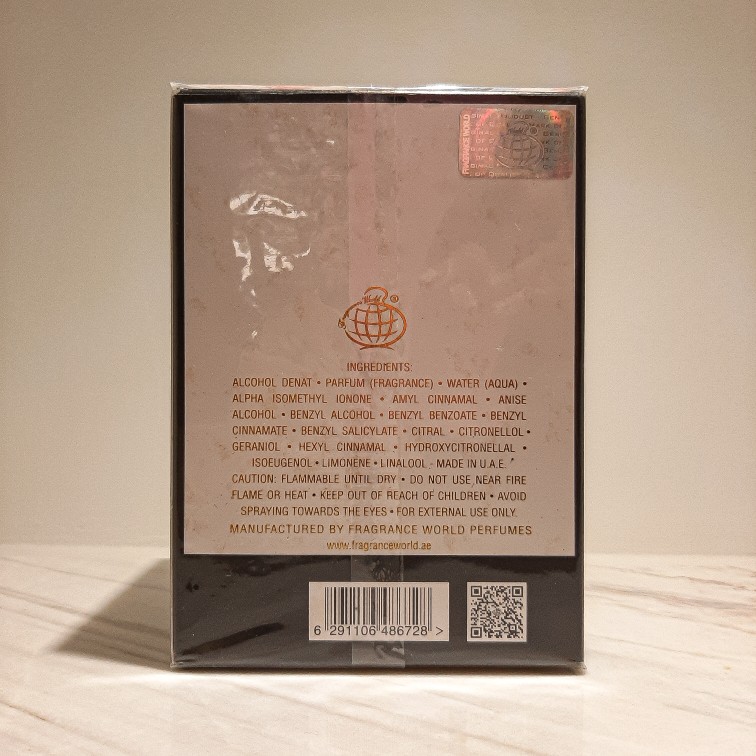 FRAGRANCE WORLD
World ®
INGREDIENTS:
ALCOHOL DENAT • PARFUM (FRAGRANCE) • WATER (AQUA) •
ALPHA ISOMETHYL IONONE • AMYL CINNAMAL • ANISE
ALCOHOL • BENZYL ALCOHOL • BENZYL BENZOATE • BENZYL
CINNAMATE • BENZYL SALICYLATE • CITRAL • CITRONELLOL •
GERANIOL • HEXYL CINNAMAL • HYDROXYCITRONELLAL •
ISOEUGENOL • LIMONENE • LINALOOL - MADE IN U.A.E.
CAUTION: FLAMMABLE UNTIL DRY • DO NOT USE NEAR FIRE
FLAME OR HEAT • KEEP OUT OF REACH OF CHILDREN • AVOID
SPRAYING TOWARDS THE EYES • FOR EXTERNAL USE ONLY.
MANUFACTURED BY FRAGRANCE WORLD PERFUMES
www.fragranceworld.ae
6 291106 486728 >